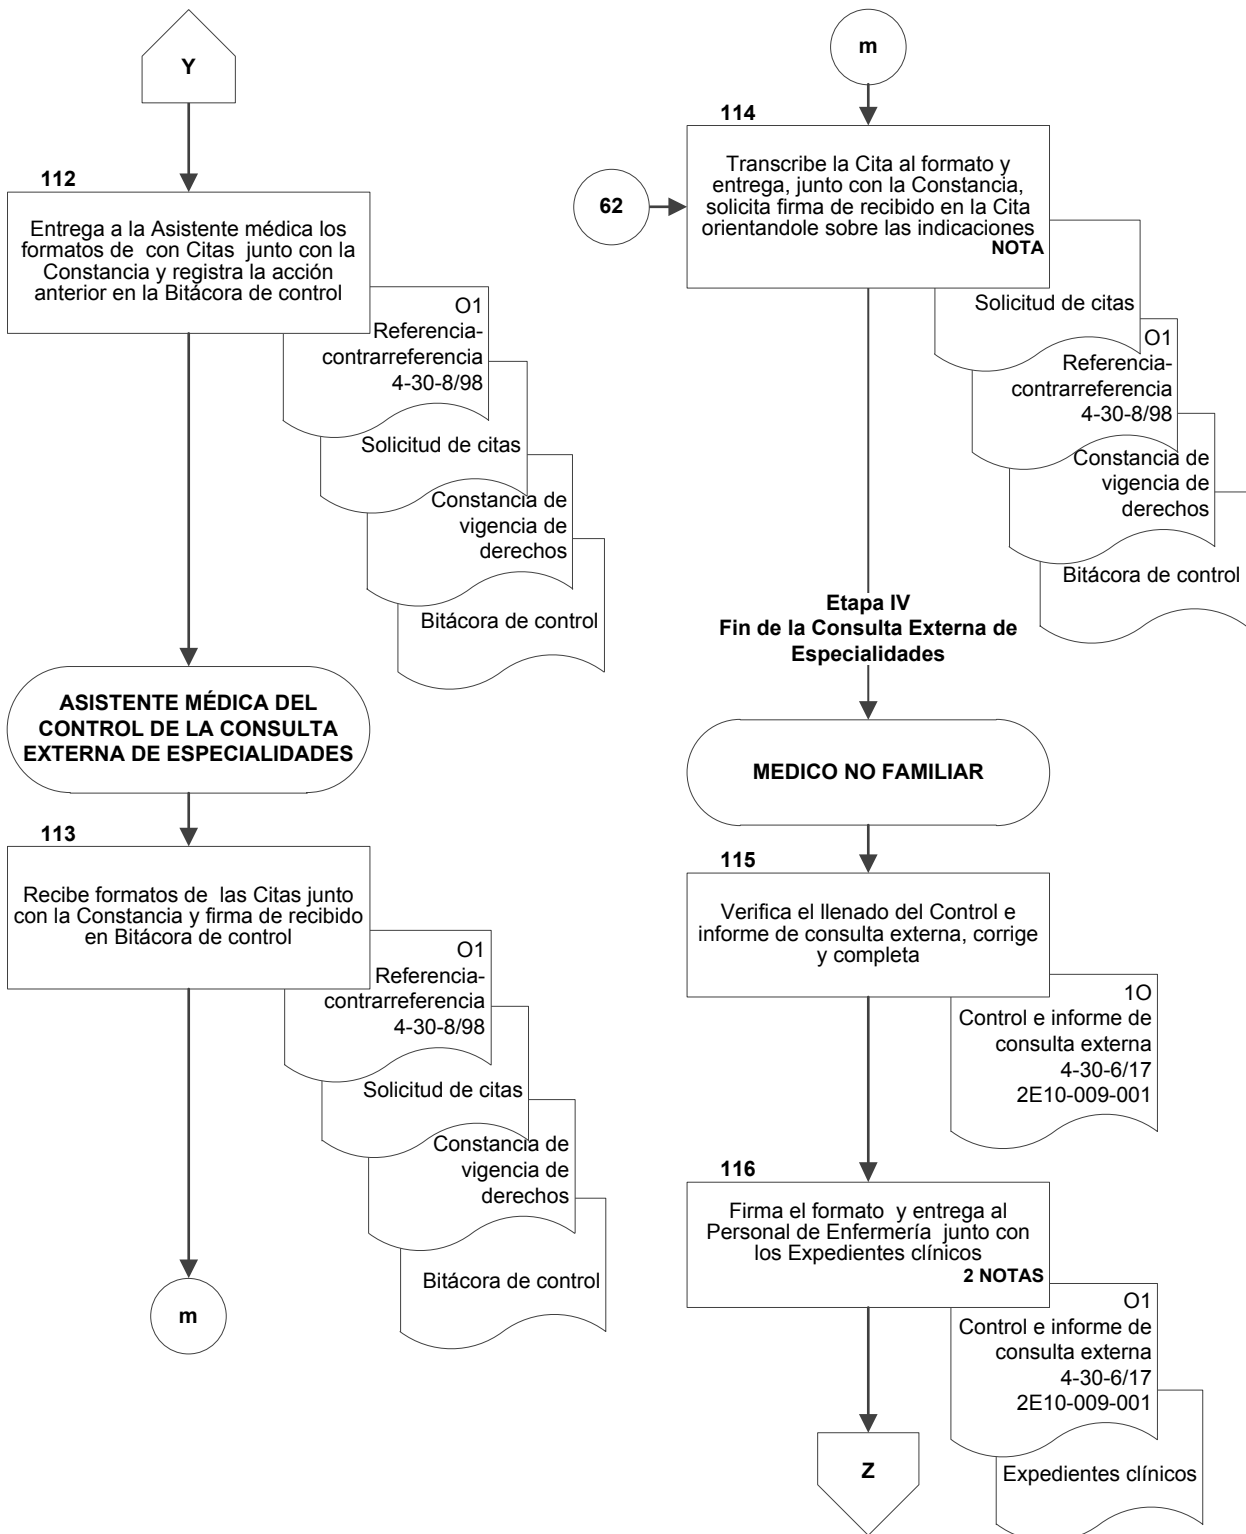 Y
112
Entrega a la Asistente médica los
formatos de  con Citas  junto con la
Constancia y registra la acción
anterior en la Bitácora de control
O1
Referencia-
contrarreferencia
4-30-8/98
Solicitud de citas
Constancia de
vigencia de
derechos
Bitácora de control
ASISTENTE MÉDICA DEL
CONTROL DE LA CONSULTA
EXTERNA DE ESPECIALIDADES
113
Recibe formatos de  las Citas junto
con la Constancia y firma de recibido
en Bitácora de control
O1
Referencia-
contrarreferencia
4-30-8/98
Solicitud de citas
Constancia de
vigencia de
derechos
Bitácora de control
m
m
114
62
Transcribe la Cita al formato y
entrega, junto con la Constancia,
solicita firma de recibido en la Cita
orientandole sobre las indicaciones
NOTA
Solicitud de citas
O1
Referencia-
contrarreferencia
4-30-8/98
Constancia de
vigencia de
derechos
Bitácora de control
Etapa IV
Fin de la Consulta Externa de
Especialidades
MEDICO NO FAMILIAR
115
Verifica el llenado del Control e
informe de consulta externa, corrige
y completa
1O
Control e informe de
consulta externa
4-30-6/17
2E10-009-001
116
Firma el formato  y entrega al
Personal de Enfermería  junto con
los Expedientes clínicos
2 NOTAS
O1
Control e informe de
consulta externa
4-30-6/17
2E10-009-001
Expedientes clínicos
Z